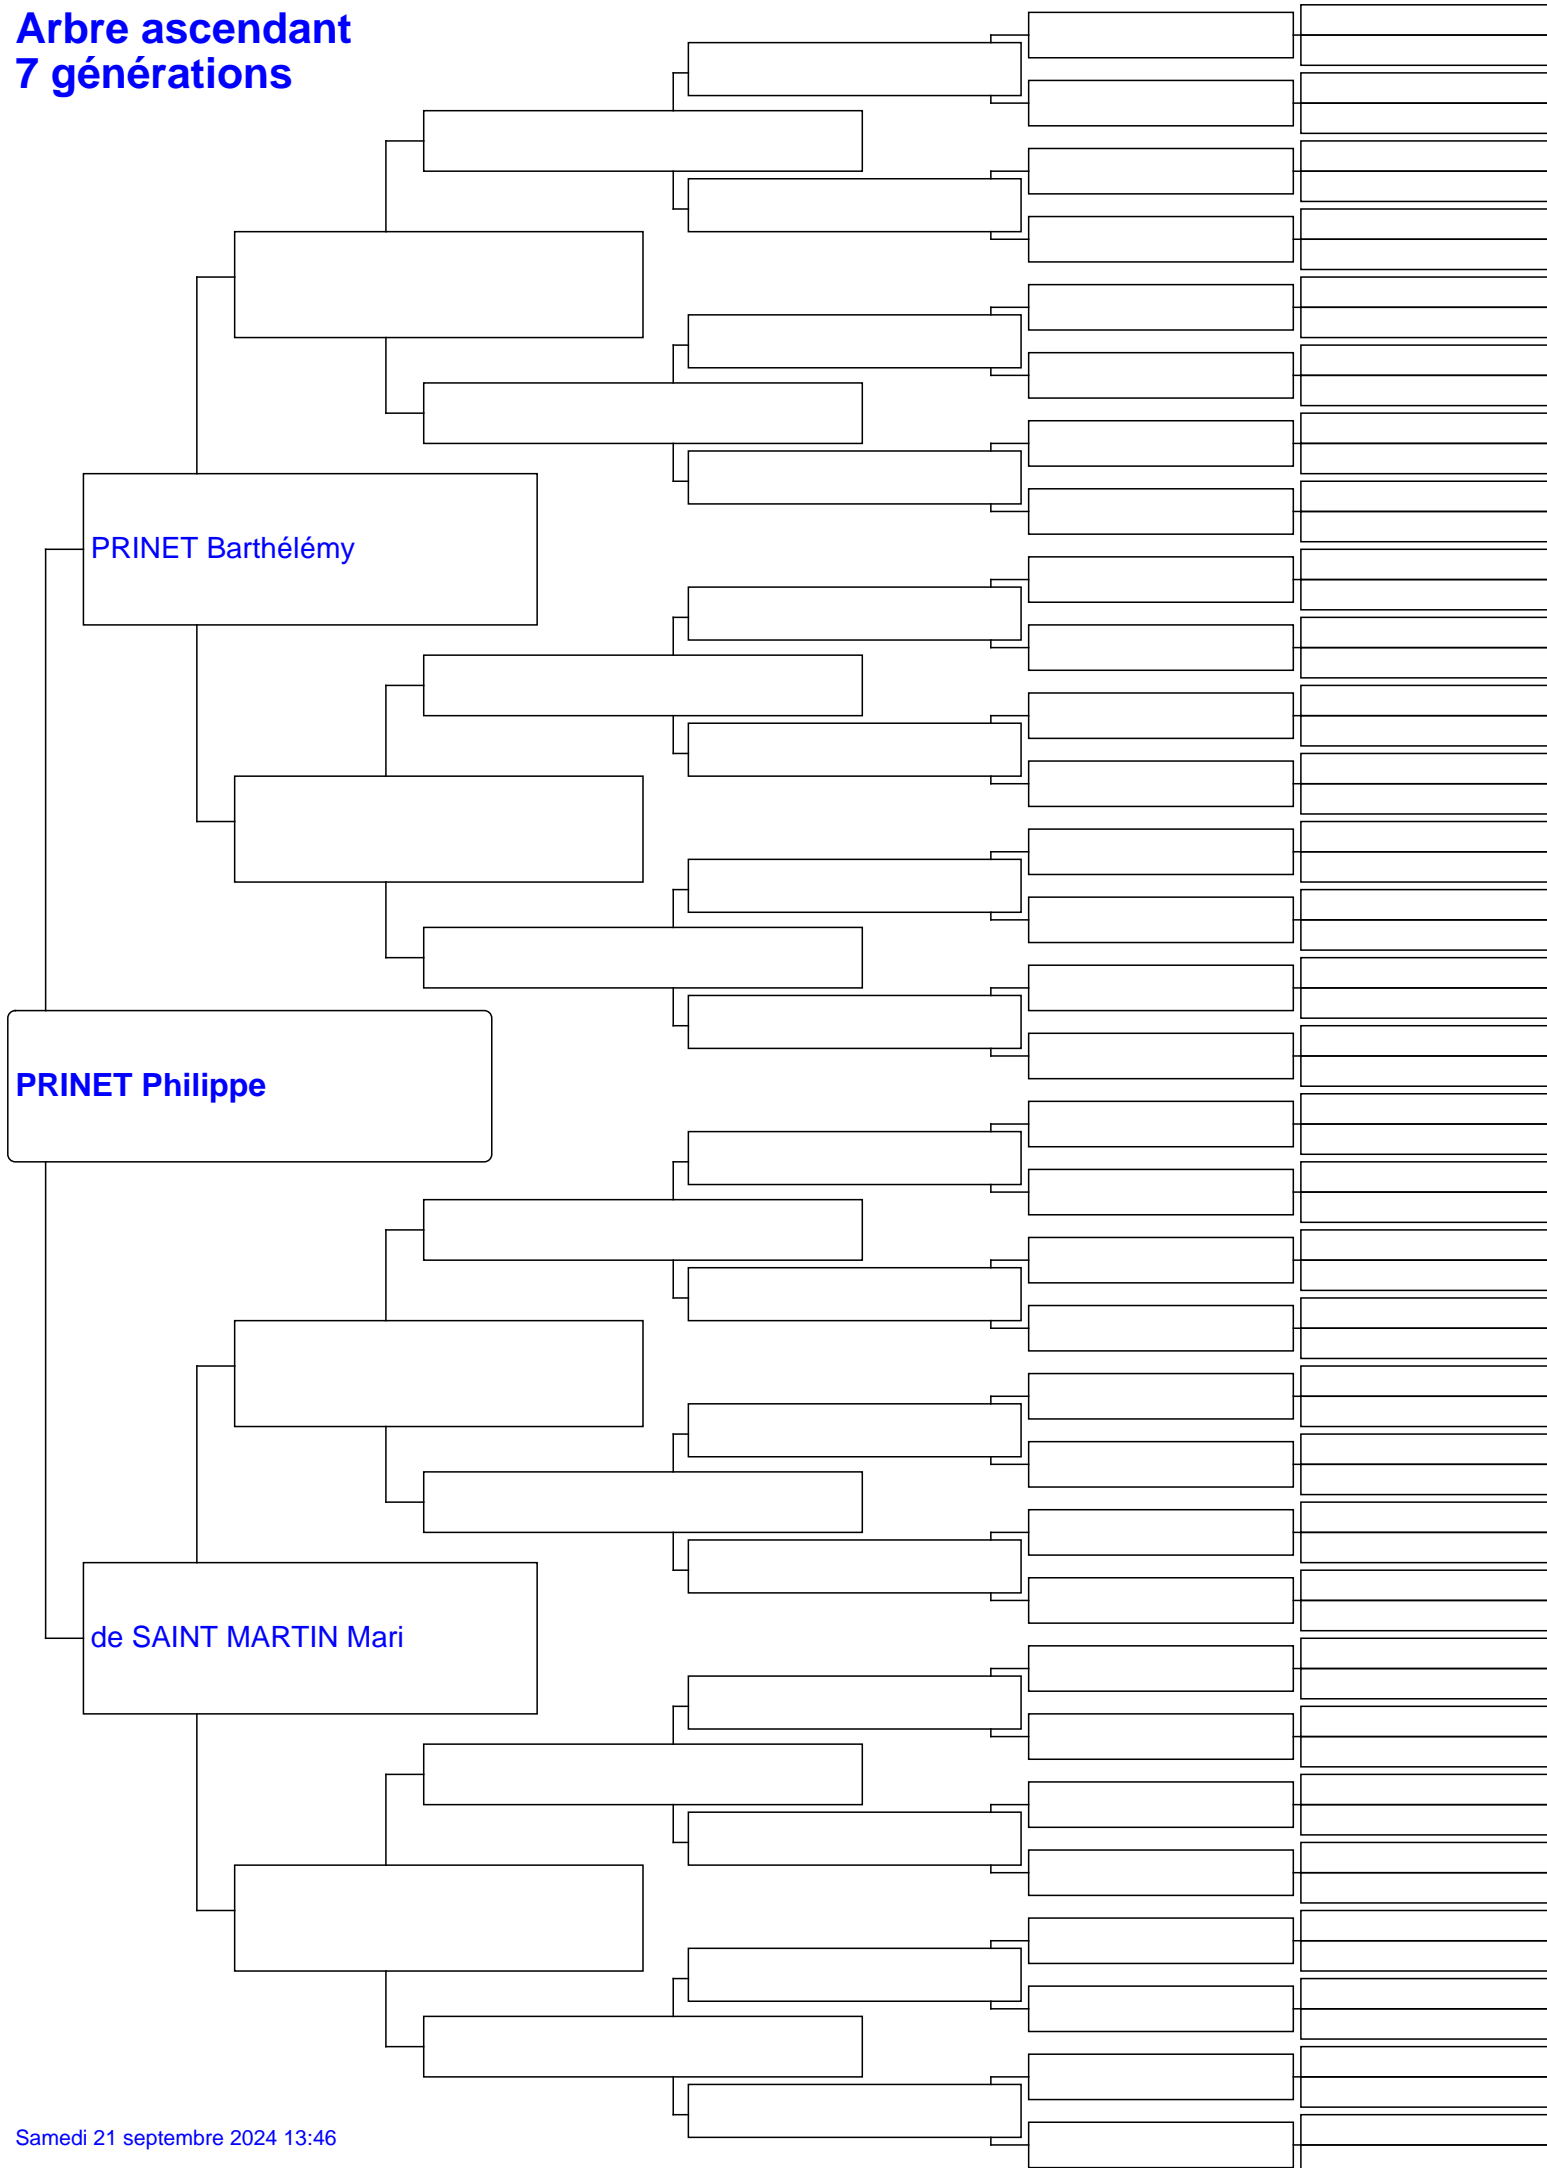 Arbre ascendant
7 générations
PRINET Barthélémy
PRINET Philippe
de SAINT MARTIN Mari
Samedi 21 septembre 2024 13:46